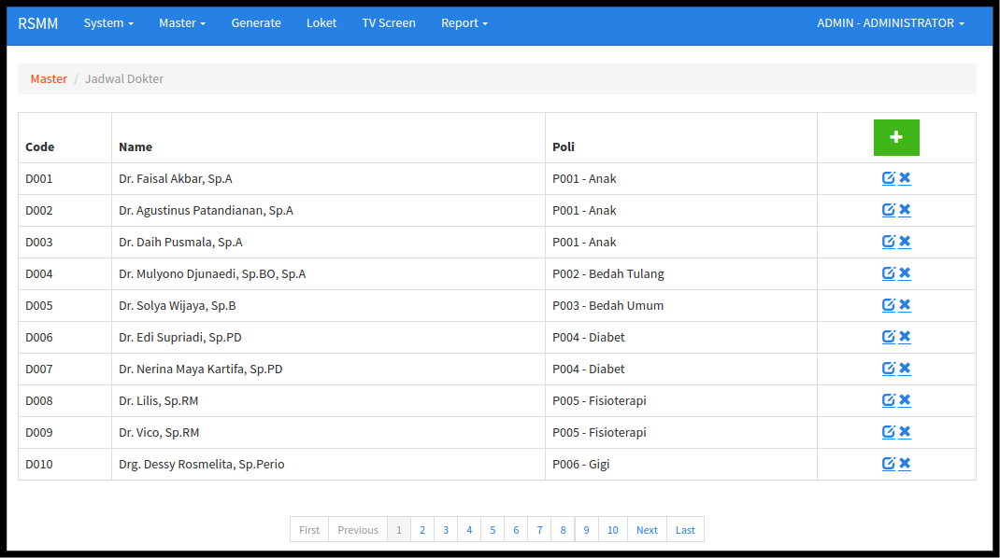 RSMM System Master Generate Loket TV Screen Report ADMIN - ADMINISTRATOR
Master / Jadwal Dokter
Code Name Poli
D001 Dr. Faisal Akbar, Sp.A P001 - Anak
D002 Dr. Agustinus Patandianan, Sp.A P001 - Anak
D003 Dr. Daih Pusmala, Sp.A P001 - Anak
D004 Dr. Mulyono Djunaedi, Sp.BO, Sp.A P002 - Bedah Tulang
D005 Dr. Solya Wijaya, Sp.B P003 - Bedah Umum
D006 Dr. Edi Supriadi, Sp.PD P004 - Diabet
D007 Dr. Nerina Maya Kartifa, Sp.PD P004 - Diabet
D008 Dr. Lilis, Sp.RM P005 - Fisioterapi
D009 Dr. Vico, Sp.RM P005 - Fisioterapi
D010 Drg. Dessy Rosmelita, Sp.Perio P006 - Gigi
First Previous 1 2 3 4 5 6 7 8 9 10 Next Last